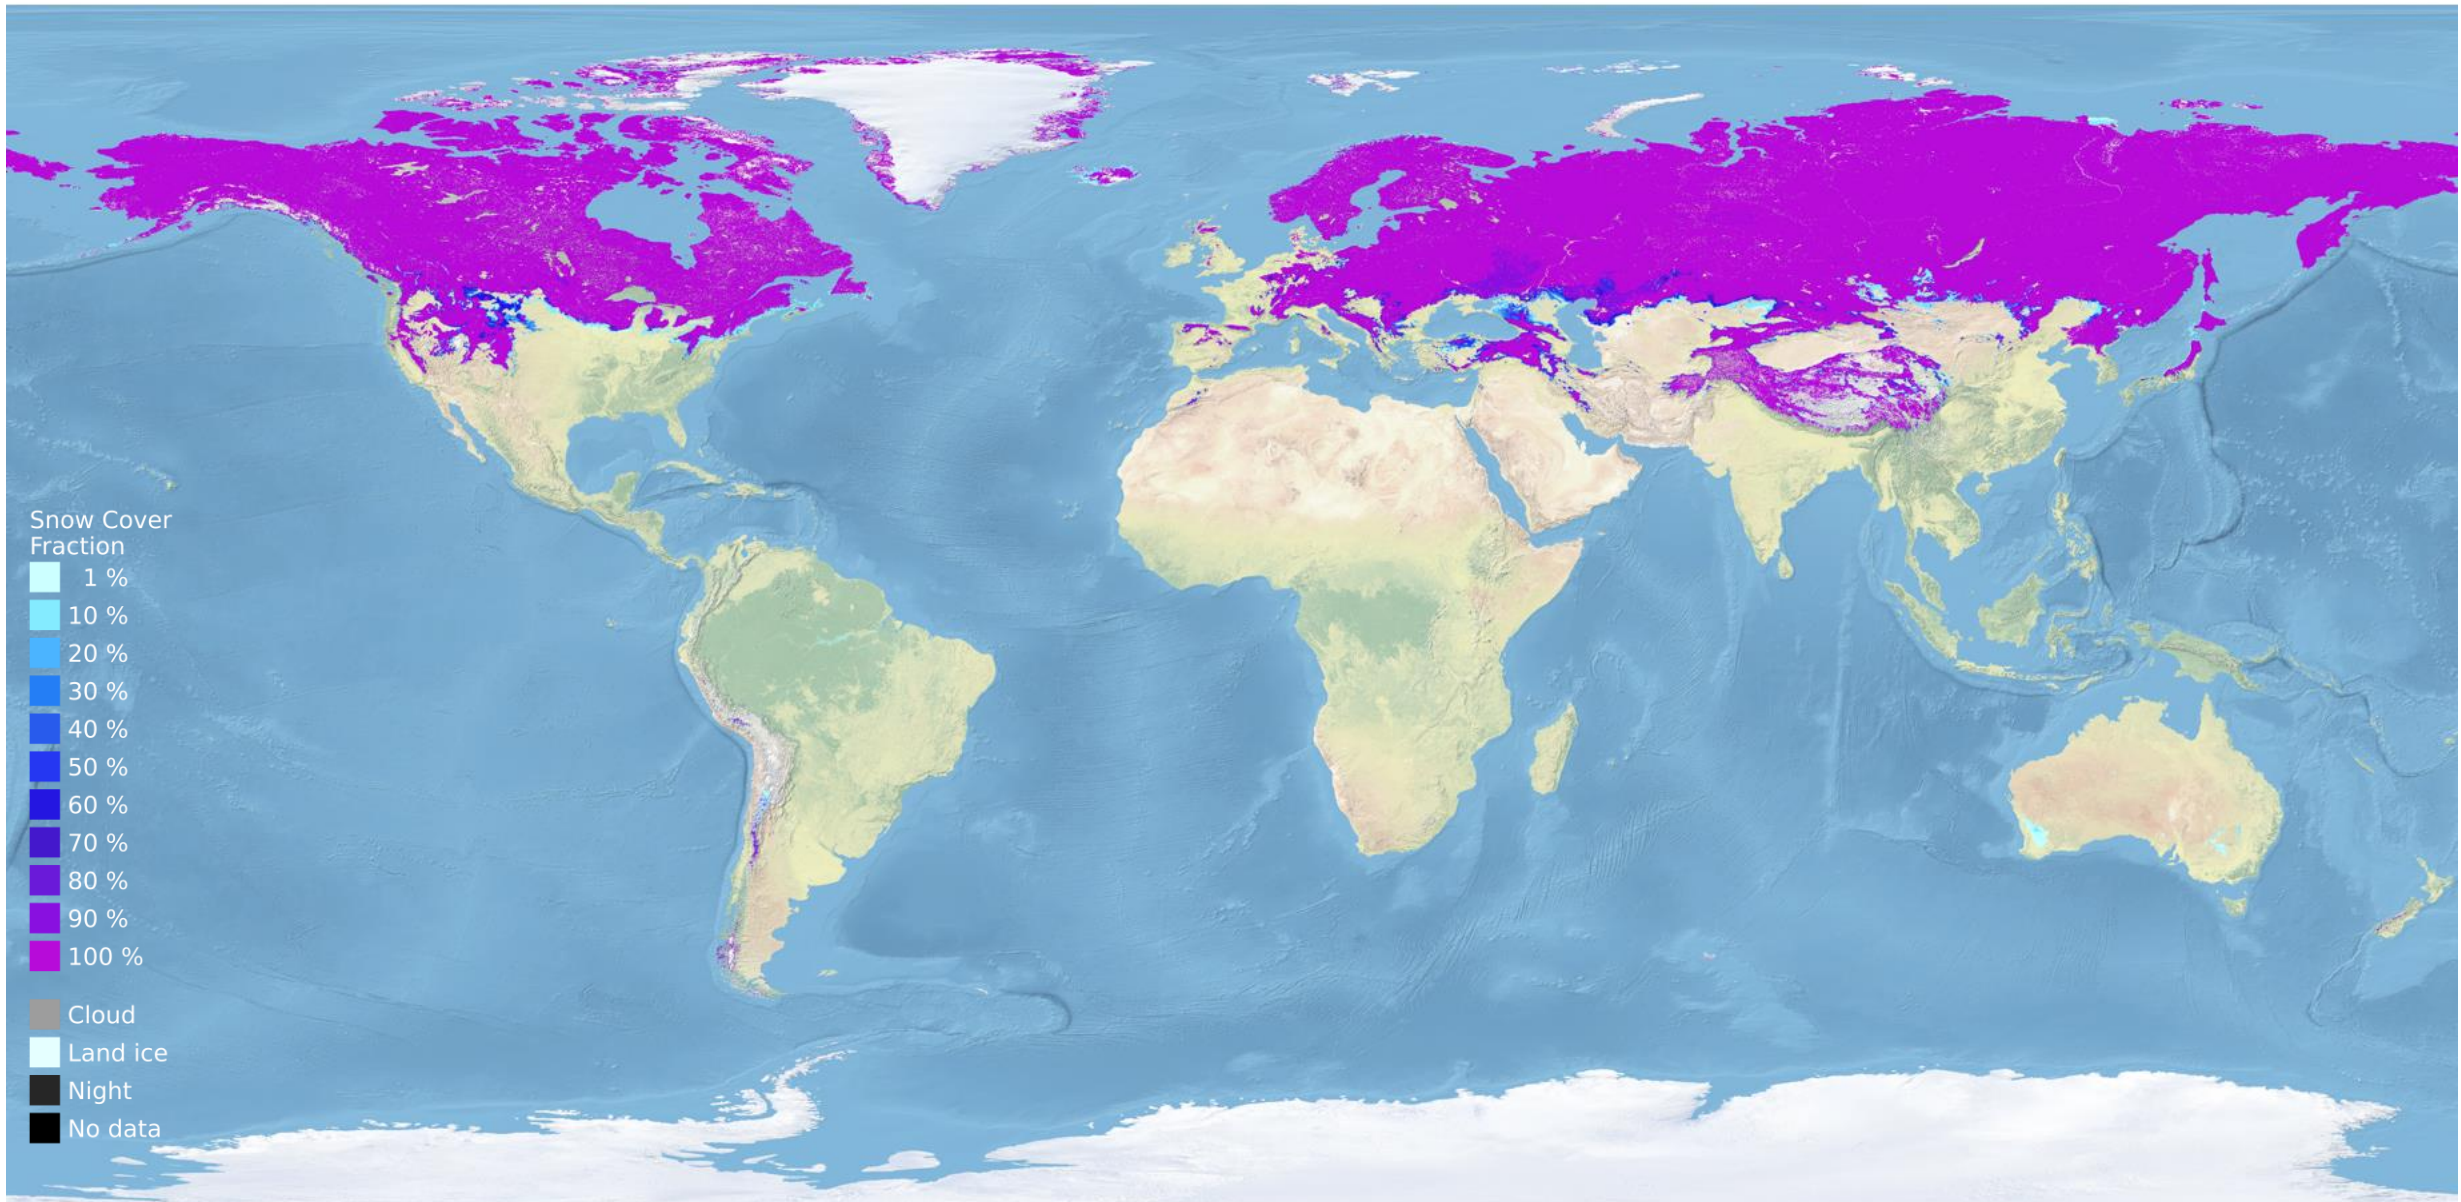 Snow Cover
Fraction
1 %
10 %
20 %
30 %
40 %
50 %
60 %
70 %
80 %
90 %
100 %
Cloud
Land ice
Night
No data